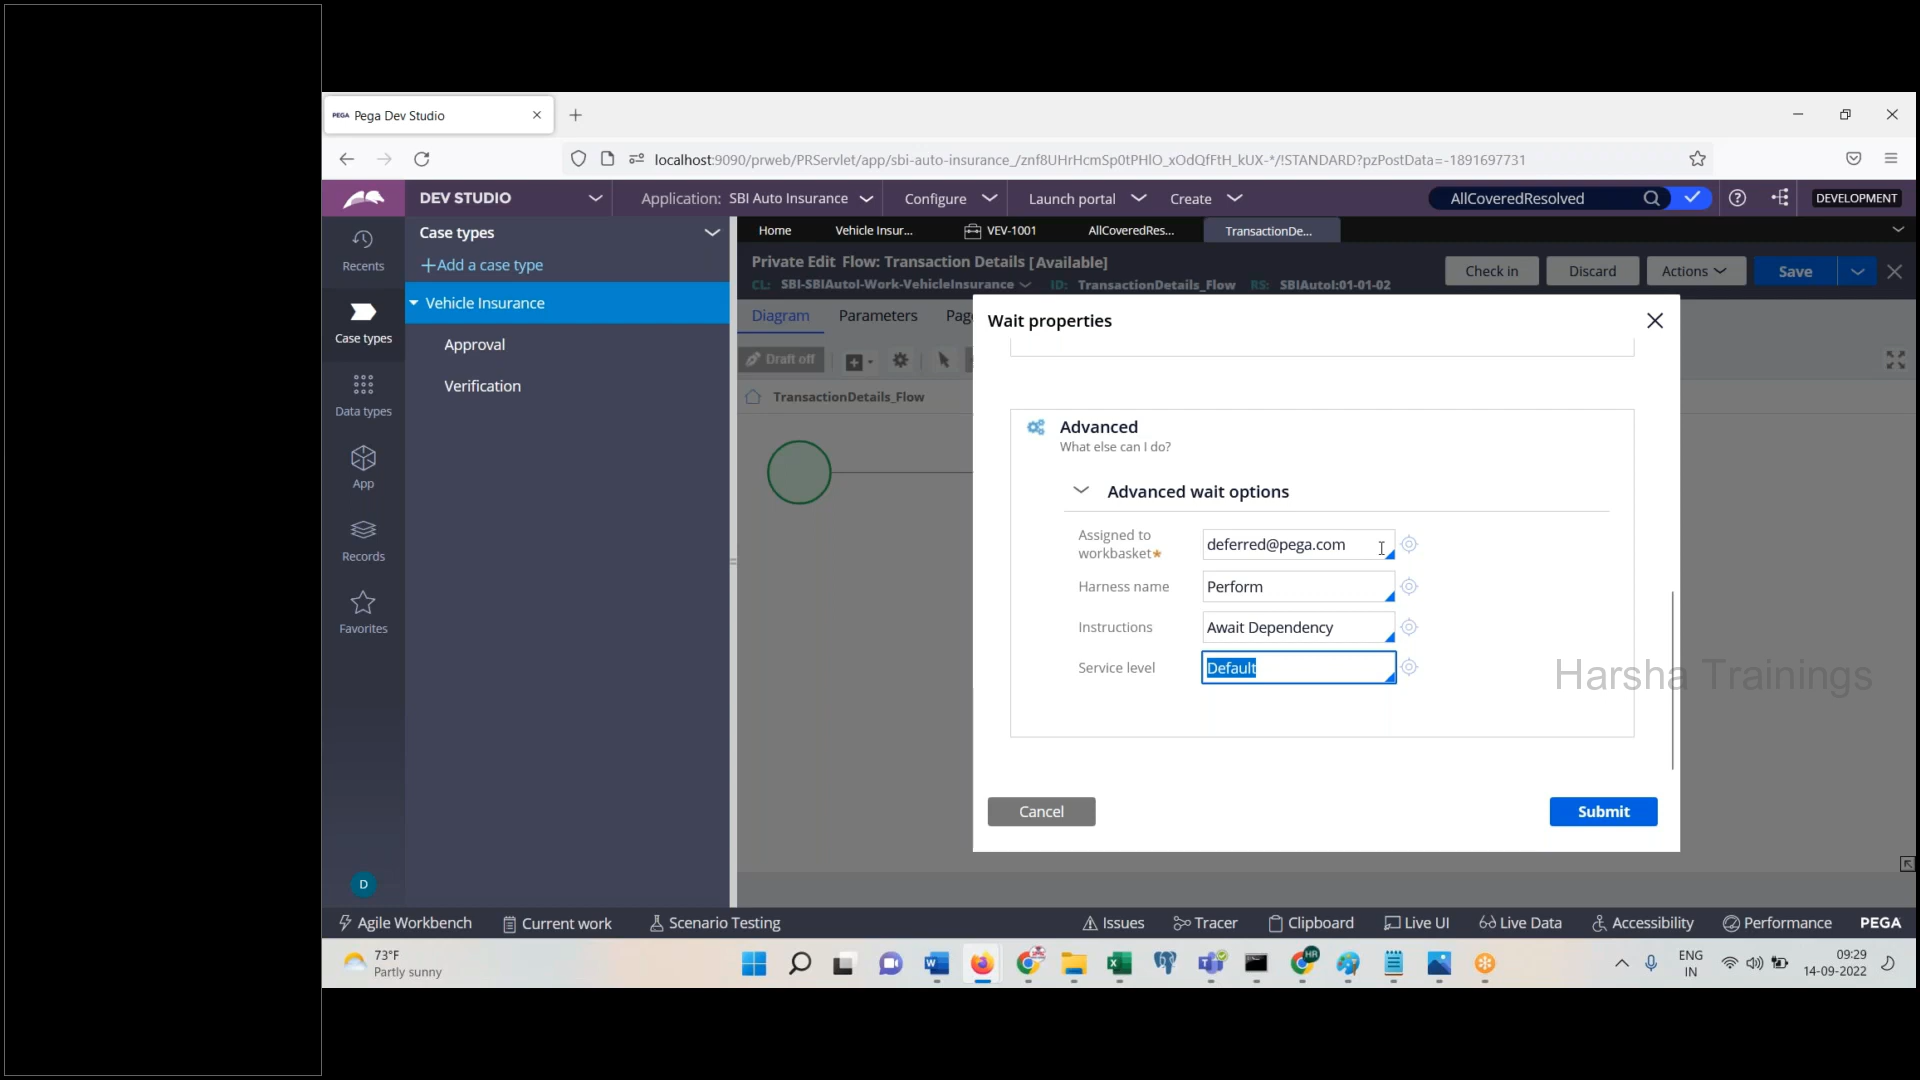 PEGA Pega Dev Studio
localhost:9090/prweb/PRServlet/app/sbi-auto-insurance_/znf8UHrHcmSp0tPHlO_xOdQfFtH_kUX-*/!STANDARD?pzPostData=-1891697731
DEV STUDIO
Application: SBI Auto Insurance
Configure
Launch portal
Create
AllCoveredResolved
DEVELOPMENT
Recents
Case types
Data types
App
Records
Favorites
D
Case types
+Add a case type
Vehicle Insurance
Approval
Verification
Home
Vehicle Insur...
VEV-1001
AllCoveredRes...
TransactionDe...
Private Edit Flow: Transaction Details [Available]
CL: SBI-SBIAutoI-Work-VehicleInsurance ID: TransactionDetails_Flow RS: SBIAutoI:01-01-02
Check in
Discard
Actions
Save
Diagram
Parameters
Pag
Draft off
TransactionDetails_Flow
Wait properties
Advanced
What else can I do?
Advanced wait options
Assigned to
workbasket*
deferred@pega.com
Harness name
Perform
Instructions
Await Dependency
Service level
Default
Cancel
Submit
Harsha Trainings
Agile Workbench
Current work
Scenario Testing
Issues
Tracer
Clipboard
Live UI
Live Data
Accessibility
Performance
PEGA
73°F
Partly sunny
ENG
IN
09:29
14-09-2022